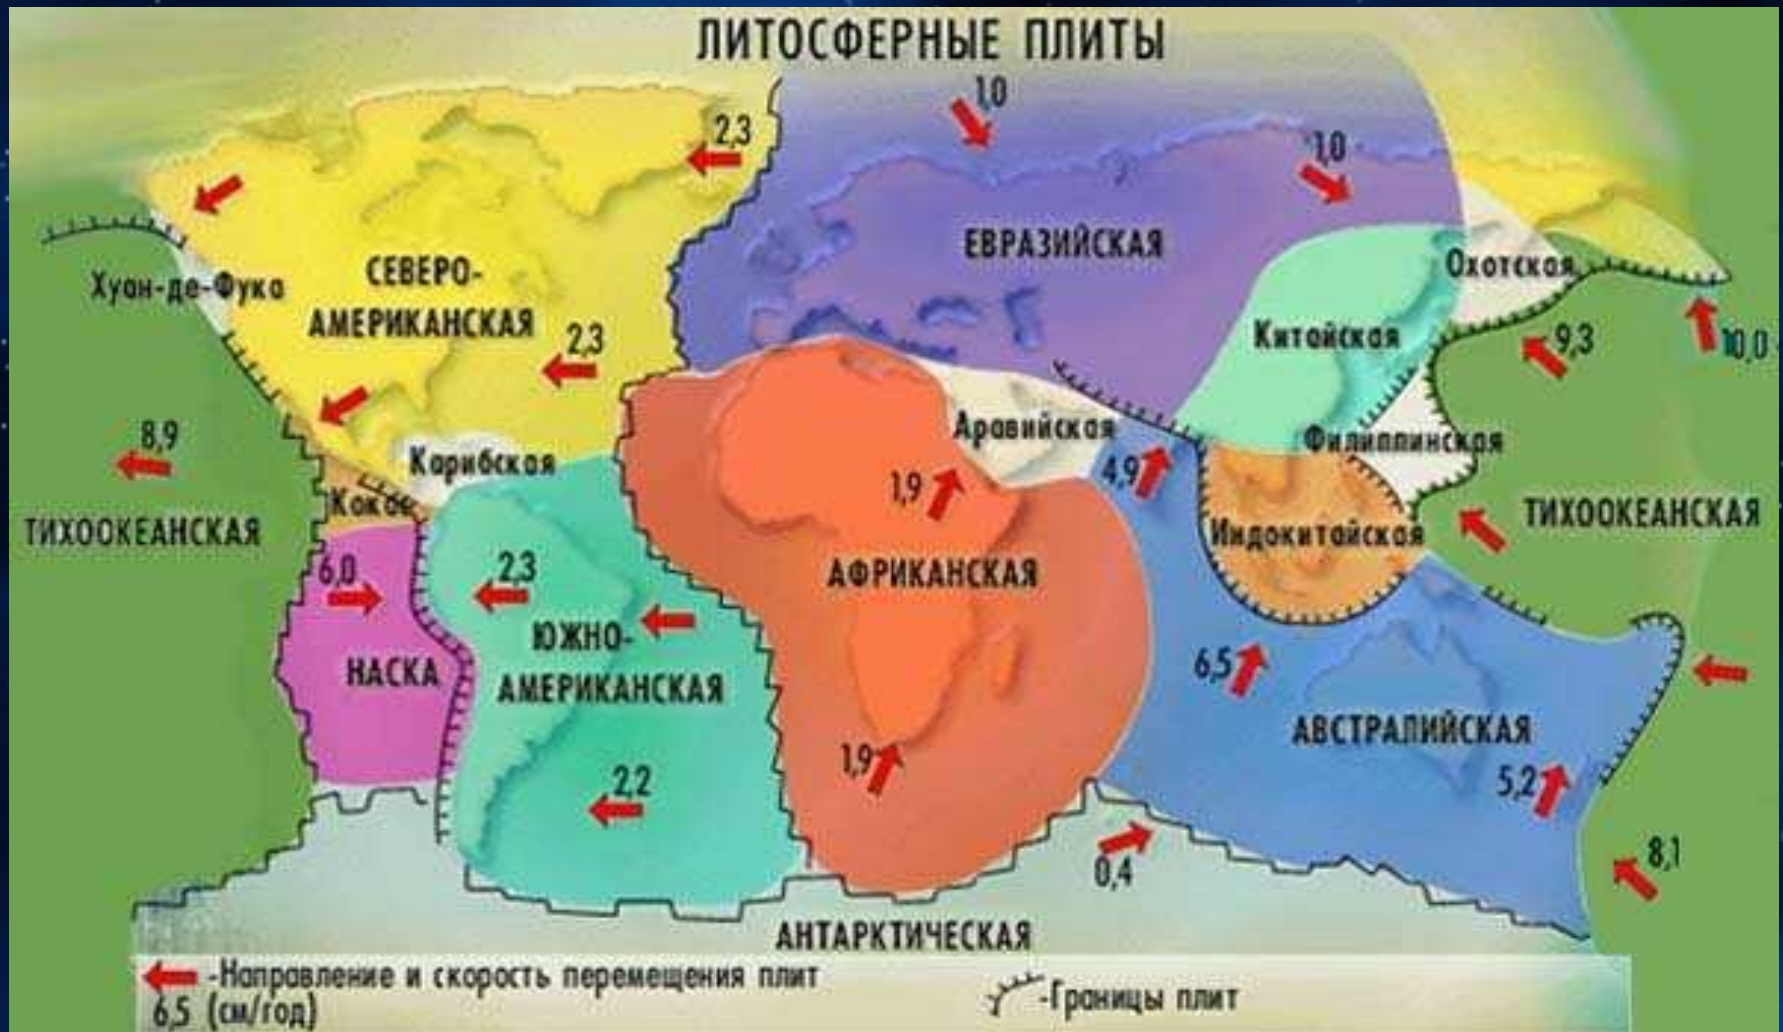 ЛИТОСФЕРНЫЕ ПЛИТЫ
1,0
2,3
1,0
ЕВРАЗИЙСКАЯ
Охотская
Хуан-де-Фука
СЕВЕРО-
АМЕРИКАНСКАЯ
2,3
Китайская
9,3
10,0
8,9
Карибская
Аравийская
4,9
Филиппинская
Кокос
1,9
ТИХООКЕАНСКАЯ
Индокитайская
ТИХООКЕАНСКАЯ
6,0
2,3
АФРИКАНСКАЯ
ЮЖНО-
АМЕРИКАНСКАЯ
НАСКА
6,5
АВСТРАЛИЙСКАЯ
2,2
1,9
5,2
0,4
8,1
АНТАРКТИЧЕСКАЯ
-Направление и скорость перемещения плит
6,5 (см/год)
-Границы плит